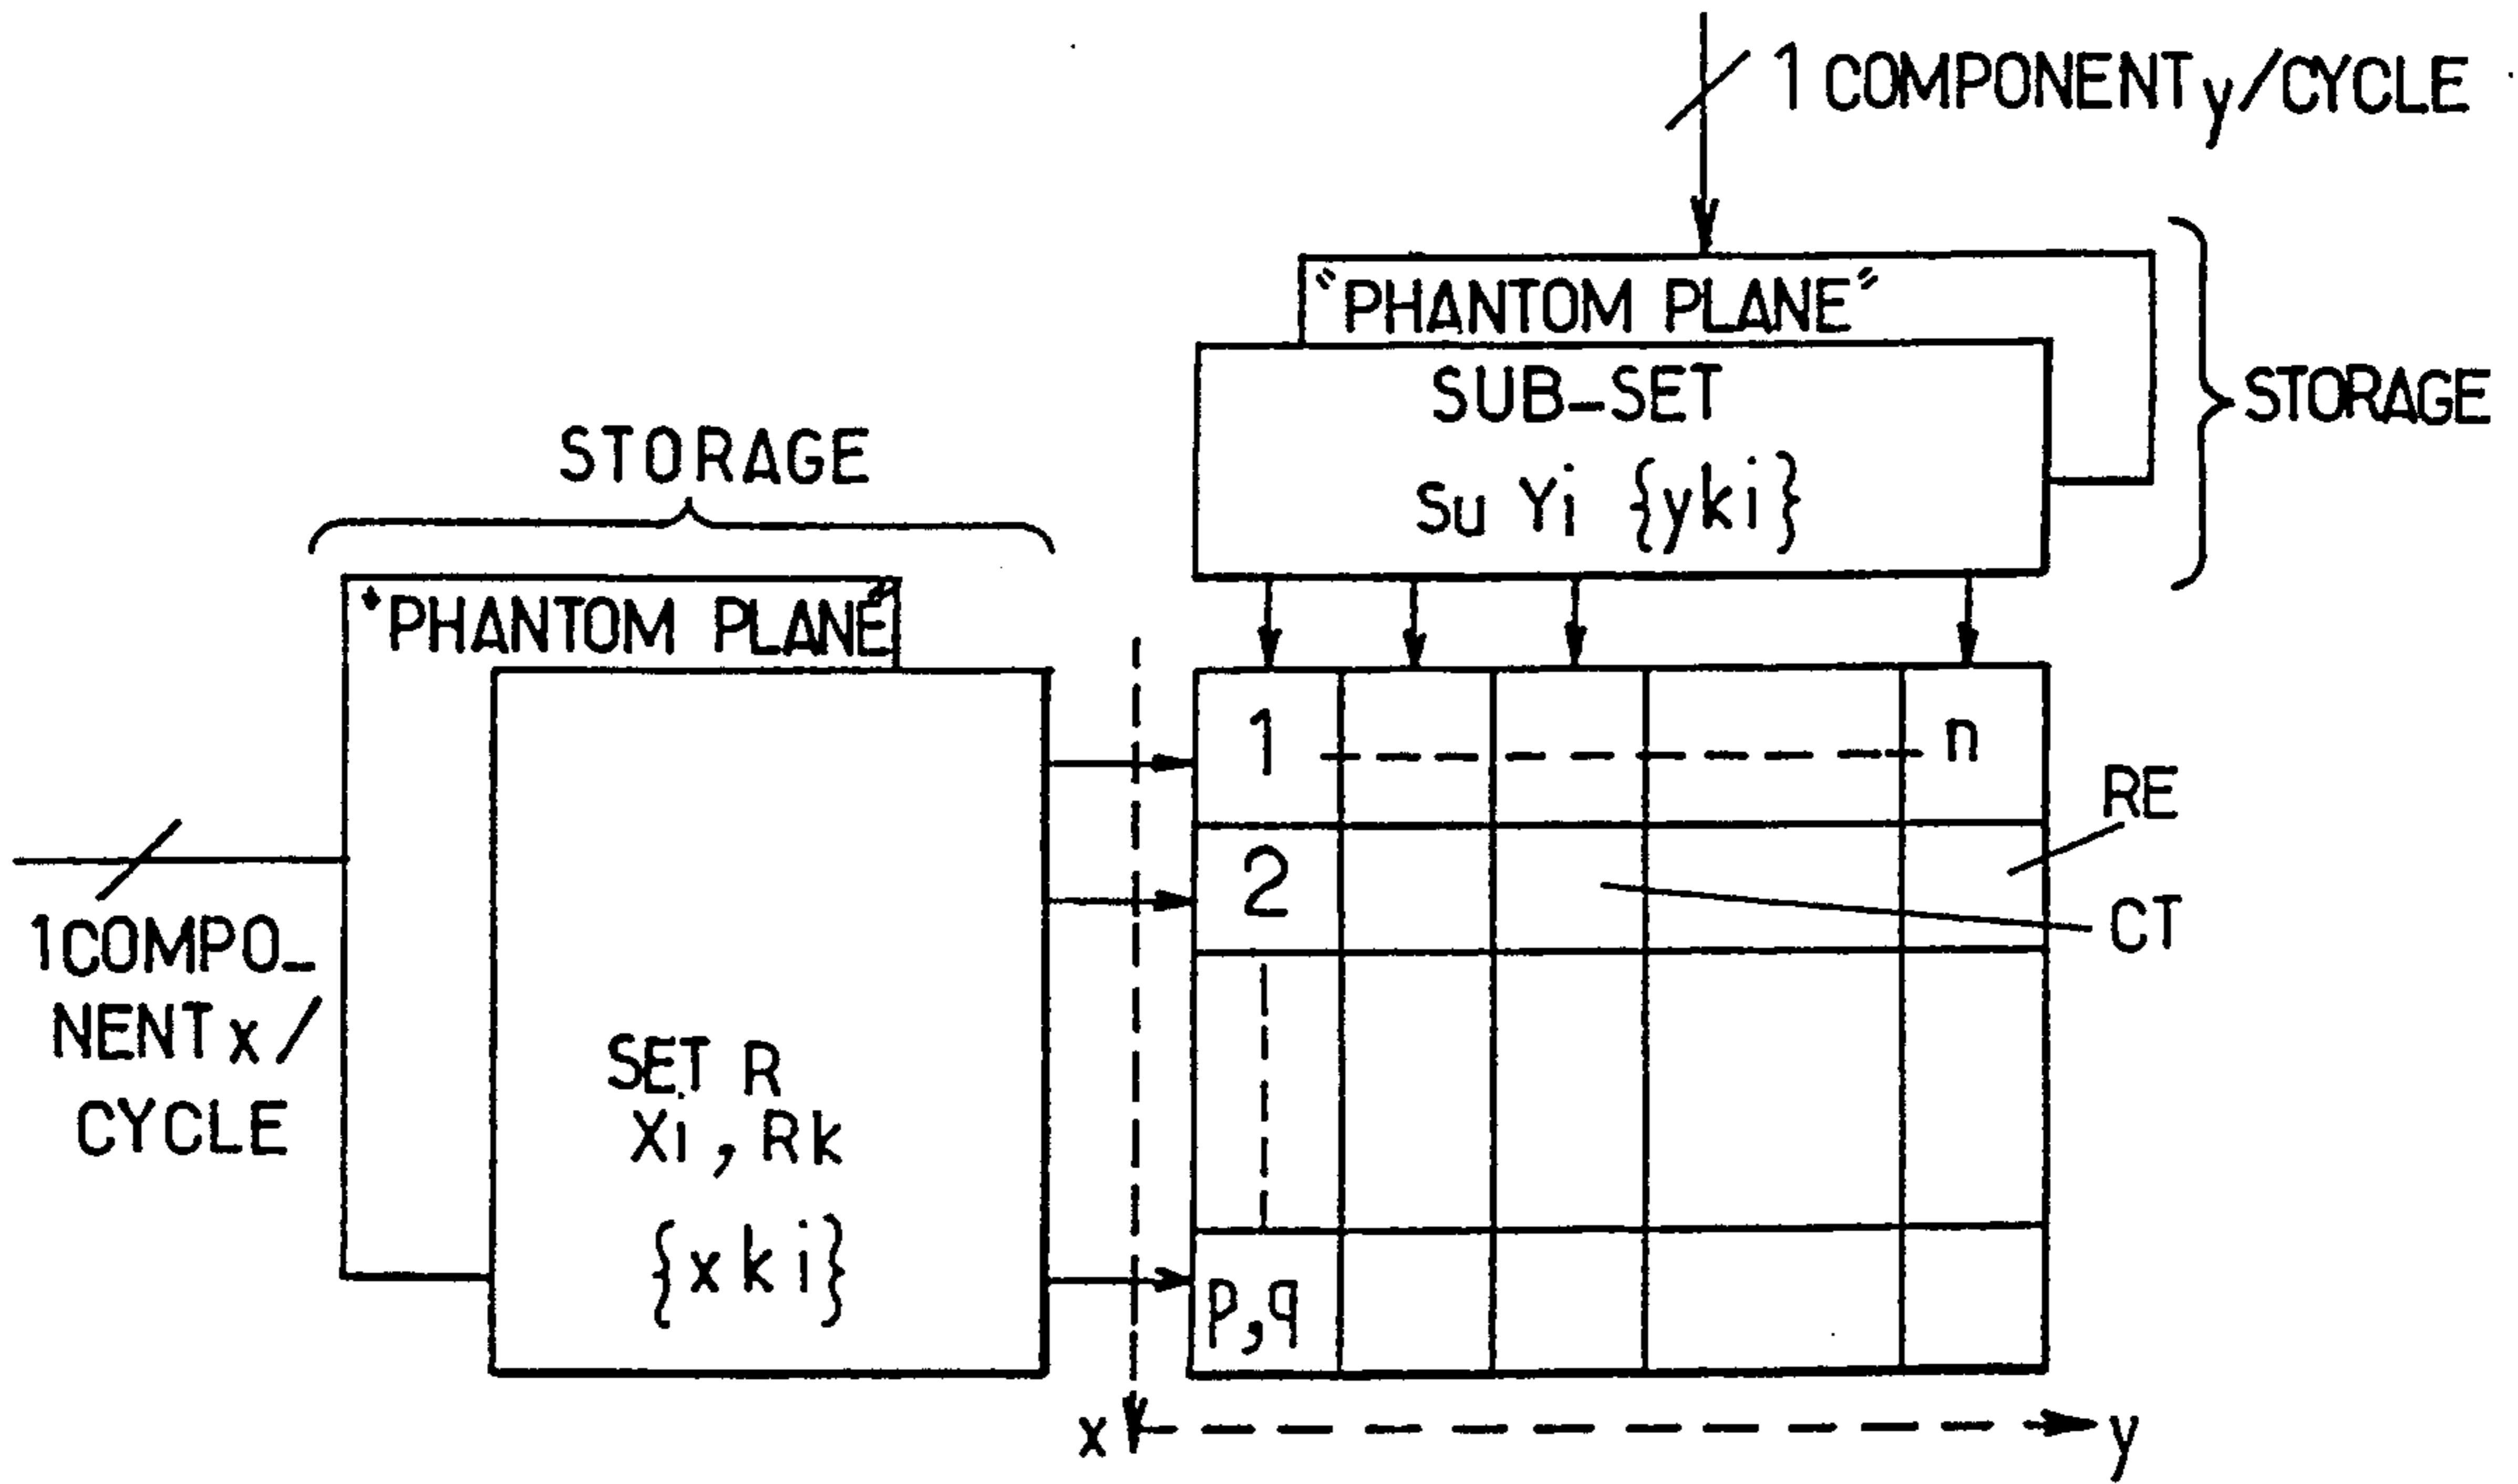 1 COMPONENT y/CYCLE
"PHANTOM PLANE"
SUB-SET
Su Yi {yki}
STORAGE
STORAGE
"PHANTOM PLANE"
1 n
RE
2
CT
1COMPO-
NENT x/
CYCLE
SET R
Xi, Rk
{xki}
p,q
x y